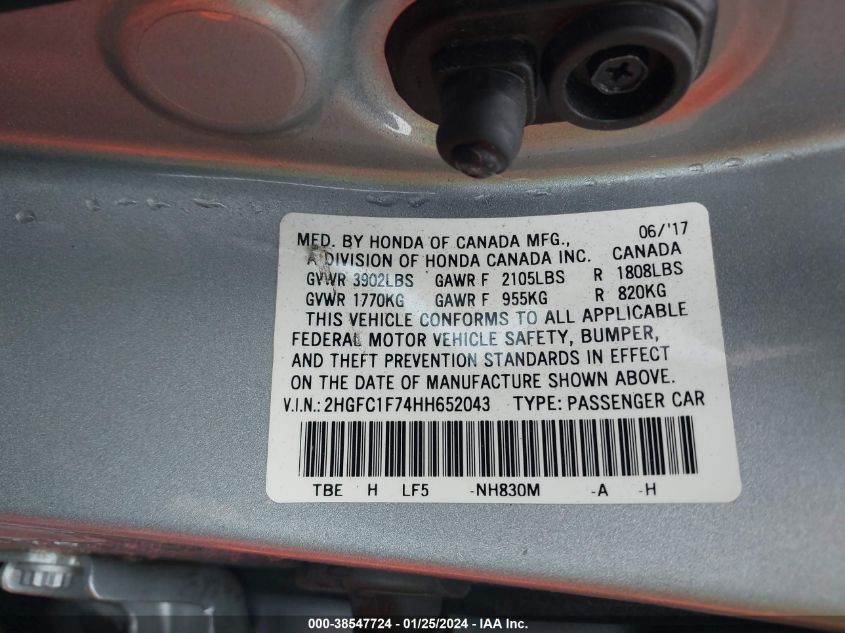 MFD. BY HONDA OF CANADA MFG., 06/'17
A DIVISION OF HONDA CANADA INC. CANADA
GVWR 3902LBS GAWR F 2105LBS R 1808LBS
GVWR 1770KG GAWR F 955KG R 820KG
THIS VEHICLE CONFORMS TO ALL APPLICABLE
FEDERAL MOTOR VEHICLE SAFETY, BUMPER,
AND THEFT PREVENTION STANDARDS IN EFFECT
ON THE DATE OF MANUFACTURE SHOWN ABOVE.
V.I.N.: 2HGFC1F74HH652043 TYPE: PASSENGER CAR
TBE H LF5 -NH830M -A -H
000-38547724 - 01/25/2024 - IAA Inc.